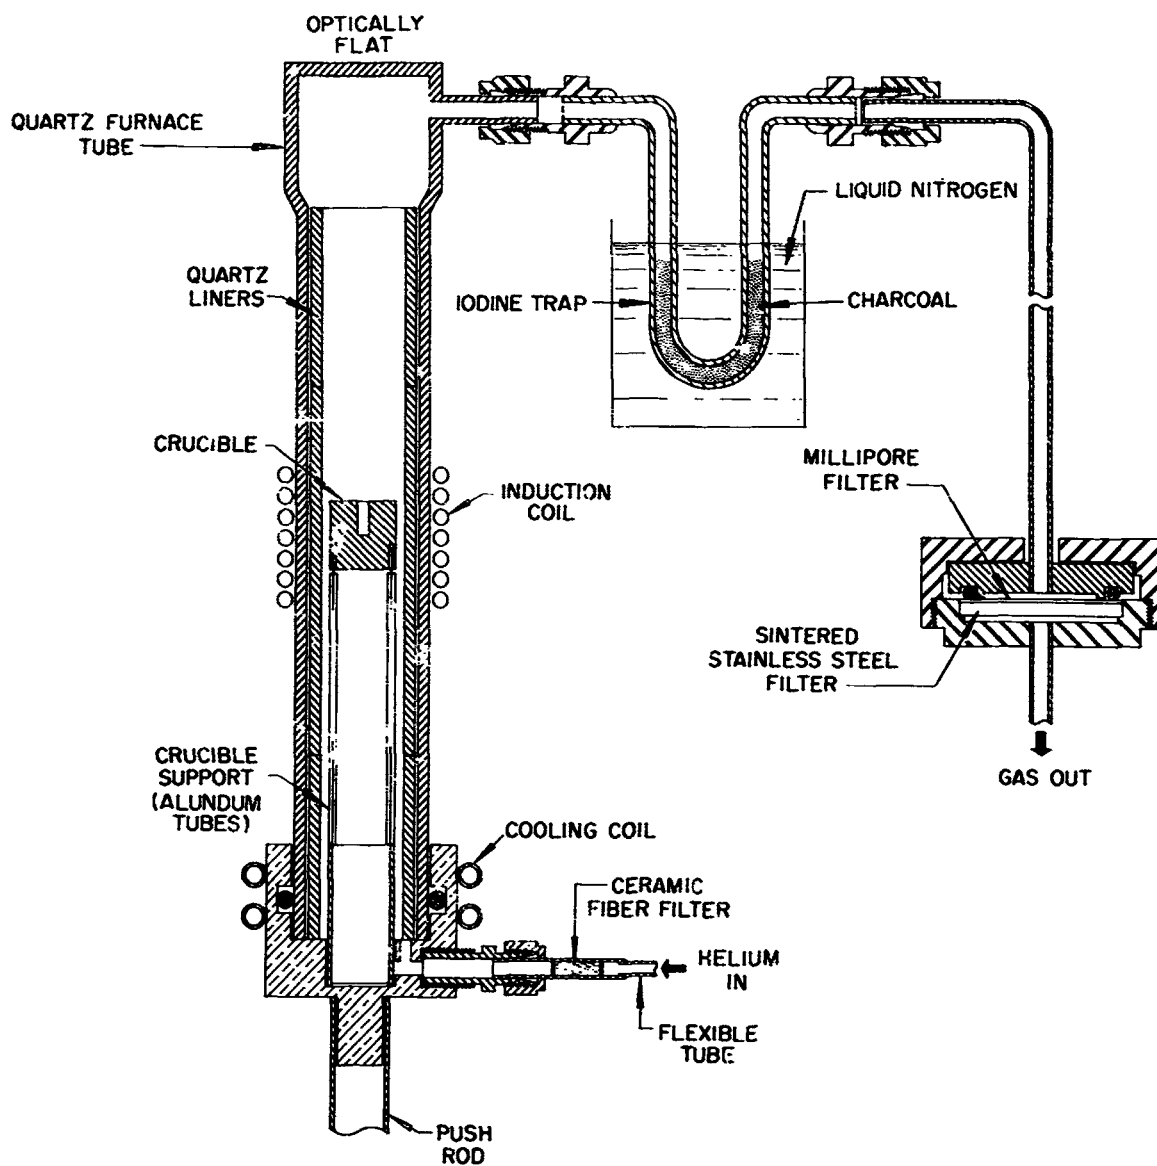 OPTICALLY
FLAT
QUARTZ FURNACE
TUBE
LIQUID NITROGEN
QUARTZ
LINERS
IODINE TRAP
CHARCOAL
CRUCIBLE
INDUCTION
COIL
MILLIPORE
FILTER
SINTERED
STAINLESS STEEL
FILTER
GAS OUT
CRUCIBLE
SUPPORT
(ALUNDUM
TUBES)
COOLING COIL
CERAMIC
FIBER FILTER
HELIUM
IN
FLEXIBLE
TUBE
PUSH
ROD